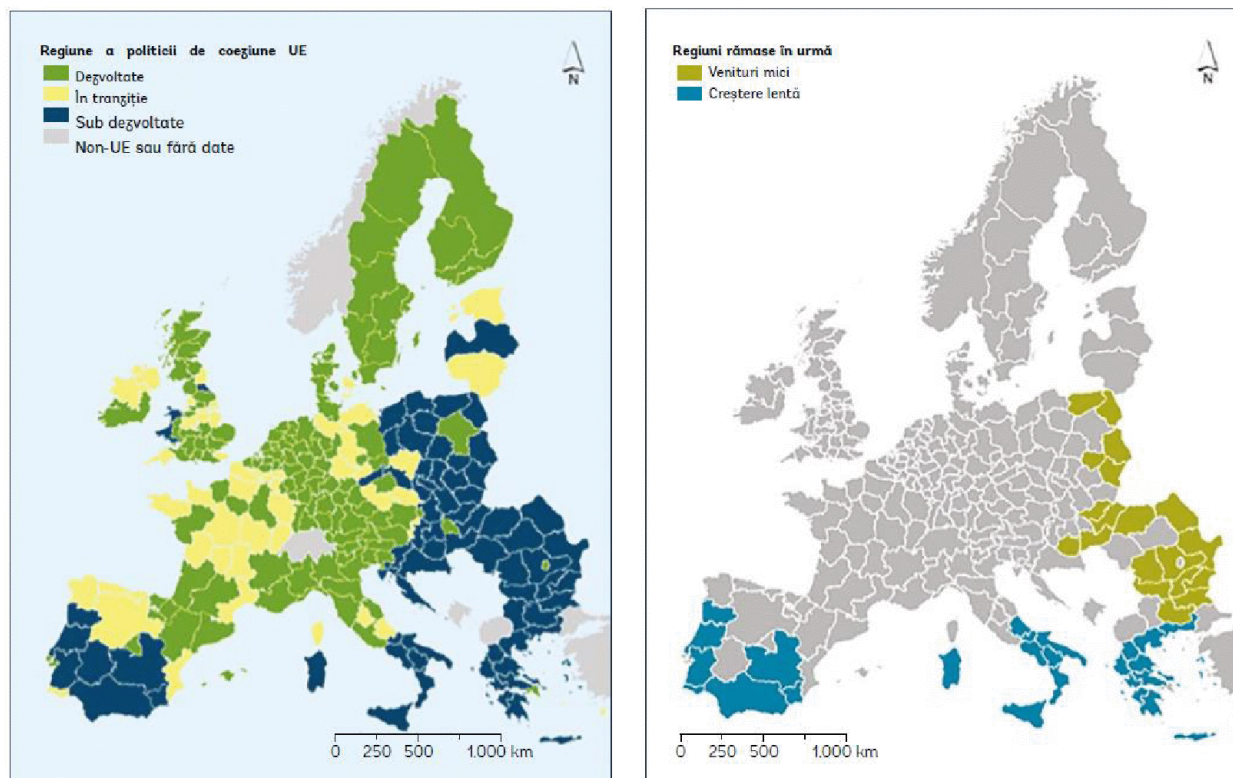 Regiune a politicii de coeziune UE
Dezvoltate
În tranziție
Sub dezvoltate
Non-UE sau fără date
N
0 250 500 1.000 km
Regiuni rămase în urmă
Venituri mici
Creștere lentă
N
0 250 500 1.000 km